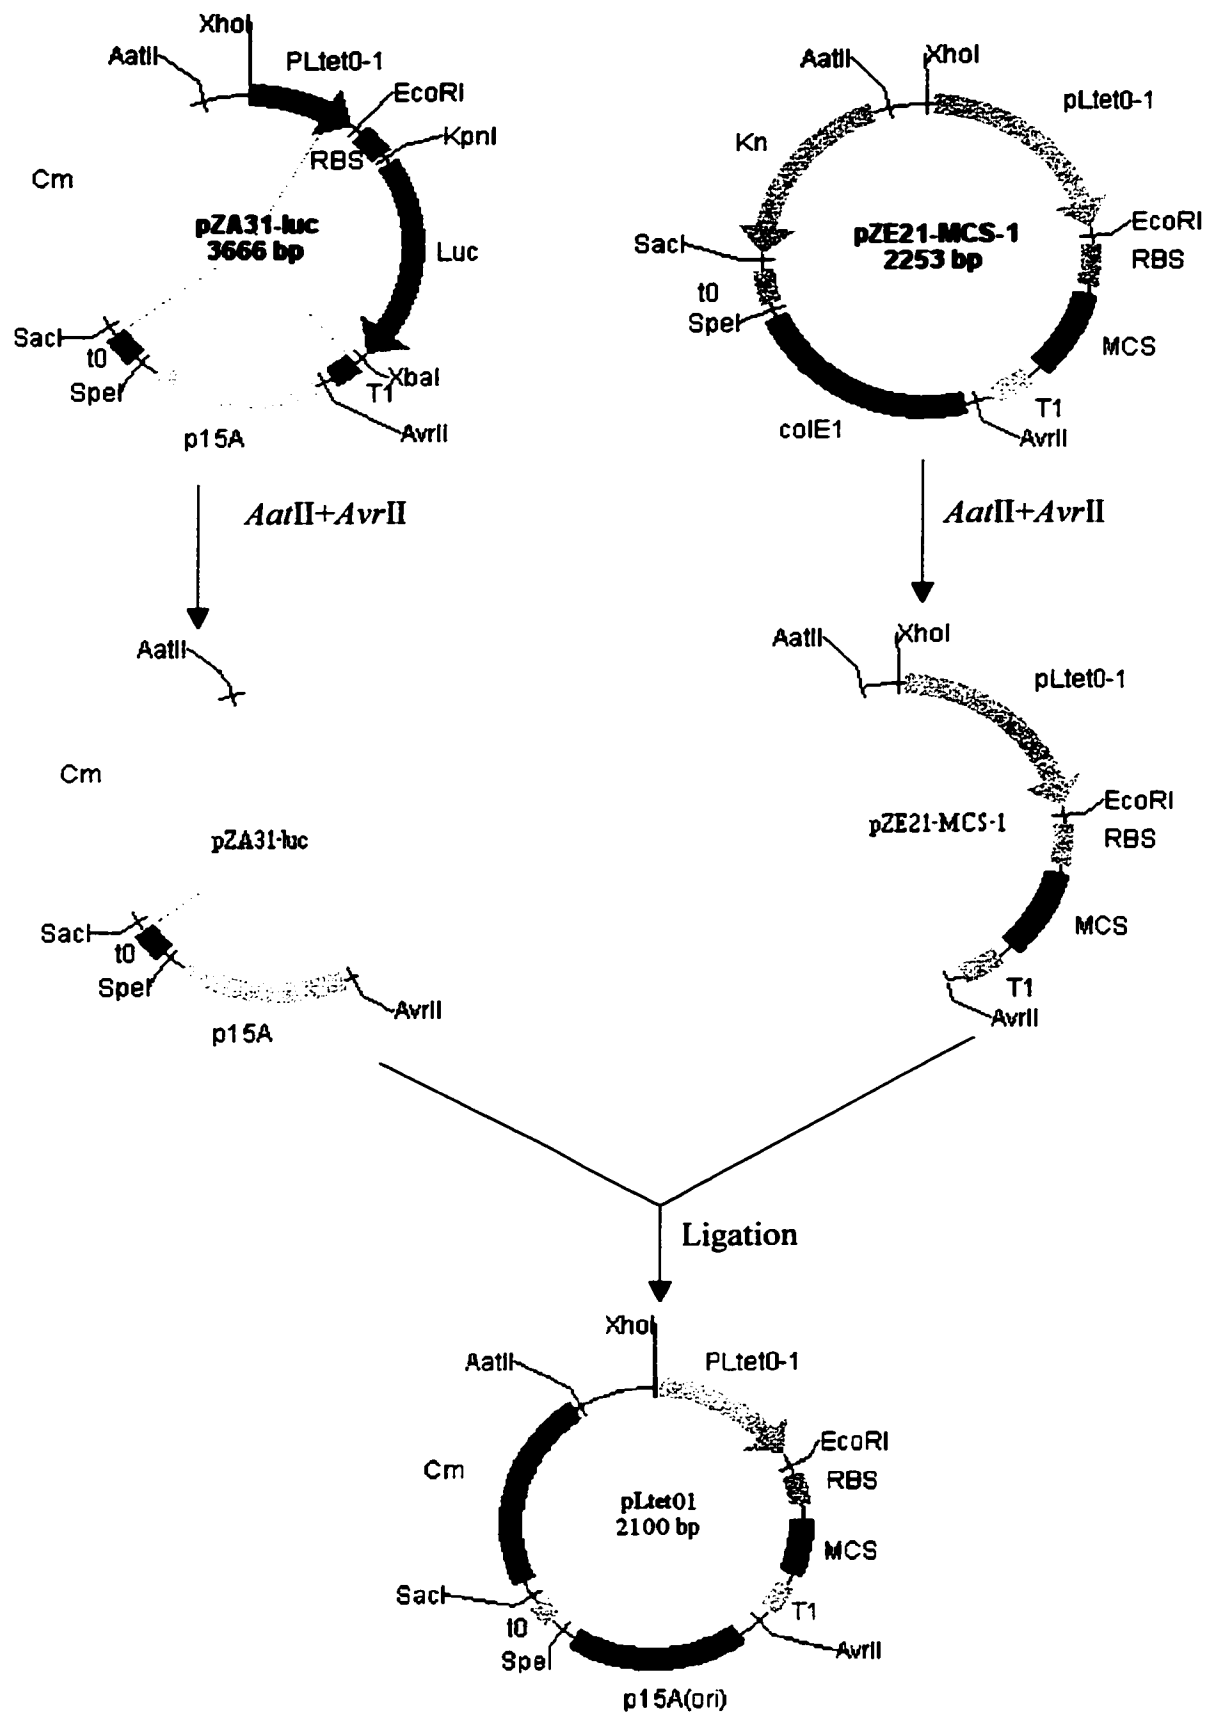 XhoI
AatII
PLtet0-1
EcoRI
KpnI
RBS
Cm
pZA31-luc
3666 bp
Luc
SacI
t0
SpeI
XbaI
T1
AvrII
p15A
AatII
XhoI
pLtet0-1
Kn
EcoRI
RBS
pZE21-MCS-1
2253 bp
SacI
t0
SpeI
MCS
T1
colE1
AvrII
AatII+AvrII
AatII+AvrII
AatII
Cm
pZA31-luc
SacI
t0
SpeI
AvrII
p15A
AatII
XhoI
pLtet0-1
EcoRI
RBS
pZE21-MCS-1
MCS
T1
AvrII
Ligation
XhoI
AatII
PLtet0-1
EcoRI
RBS
Cm
pLtet01
2100 bp
MCS
SacI
t0
T1
SpeI
AvrII
p15A(ori)